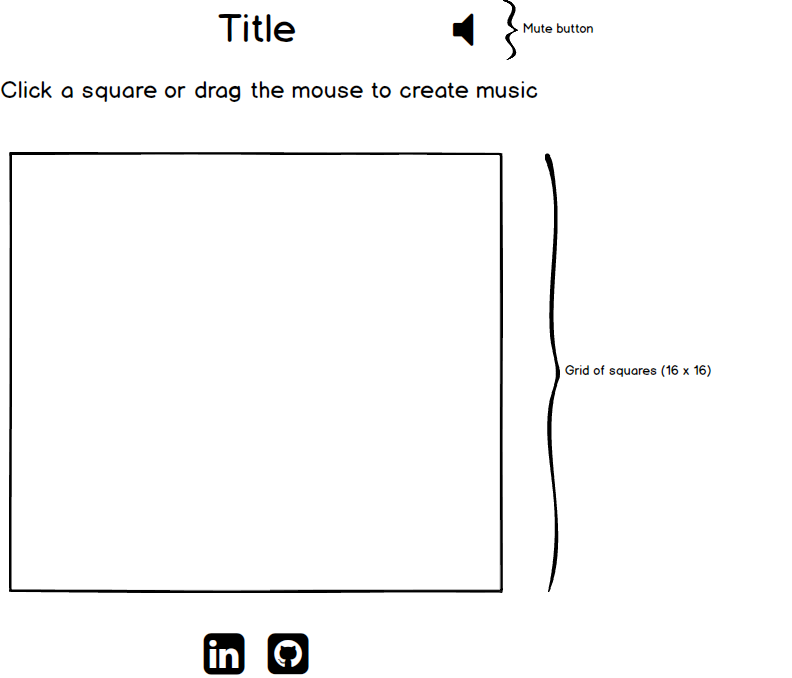 Title
Mute button
Click a square or drag the mouse to create music
Grid of squares (16 x 16)
in